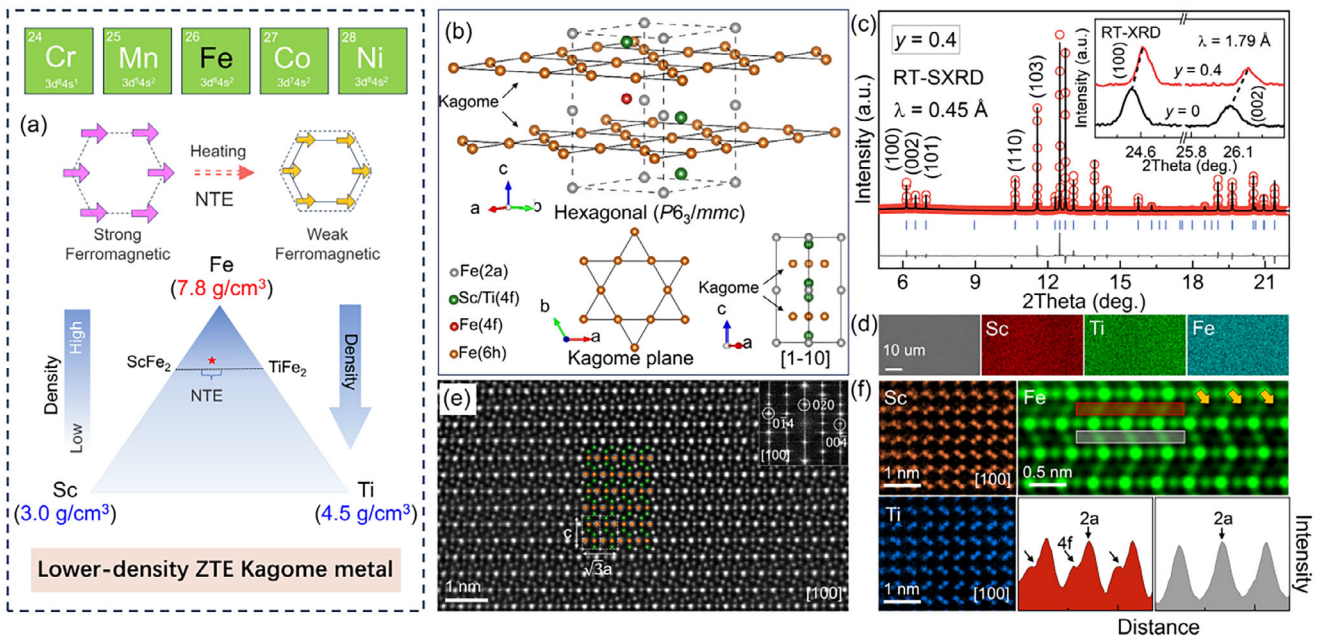 24
Cr
3d⁵4s¹
25
Mn
3d⁵4s²
26
Fe
3d⁶4s²
27
Co
3d⁷4s²
28
Ni
3d⁸4s²
(a)
Heating
NTE
Strong
Ferromagnetic
Weak
Ferromagnetic
Fe
(7.8 g/cm³)
Density
High
Low
ScFe₂
TiFe₂
NTE
Density
Sc
(3.0 g/cm³)
Ti
(4.5 g/cm³)
Lower-density ZTE Kagome metal
(b)
Kagome
c
a
b
Hexagonal (P6₃/mmc)
Fe(2a)
Sc/Ti(4f)
Fe(4f)
Fe(6h)
b
a
Kagome plane
Kagome
c
a
[1-10]
(c)
y = 0.4
RT-SXRD
λ = 0.45 Å
Intensity (a.u.)
(100)
(002)
(101)
(110)
(103)
6 9 12 15 18 21
2Theta (deg.)
RT-XRD
λ = 1.79 Å
(100)
y = 0.4
y = 0
(002)
Intensity (a.u.)
24.6 25.8 26.1
2Theta (deg.)
(d)
10 um
Sc
Ti
Fe
(e)
014
020
004
[100]
c
√3a
1 nm
[100]
(f)
Sc
1 nm
[100]
Fe
0.5 nm
Ti
1 nm
[100]
2a
4f
2a
Intensity
Distance